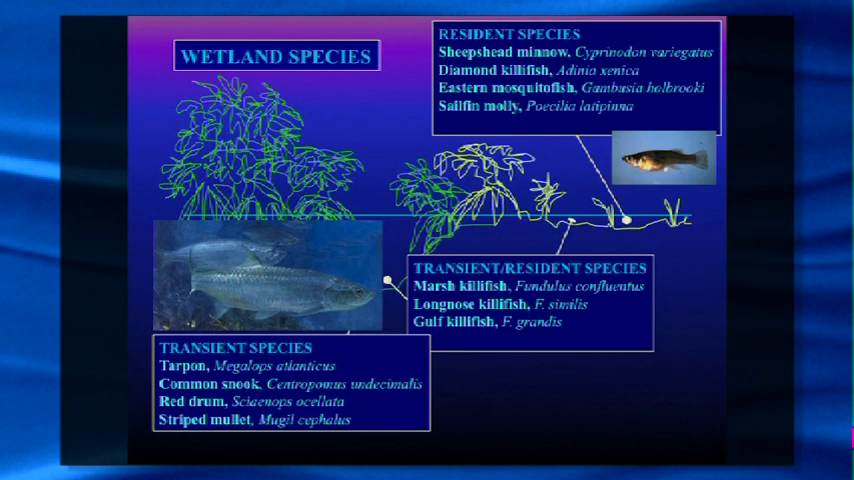 WETLAND SPECIES
RESIDENT SPECIES
Sheepshead minnow, Cyprinodon variegatus
Diamond killifish, Adinia xenica
Eastern mosquitofish, Gambusia holbrooki
Sailfin molly, Poecilia latipinna
TRANSIENT/RESIDENT SPECIES
Marsh killifish, Fundulus confluentus
Longnose killifish, F. similis
Gulf killifish, F. grandis
TRANSIENT SPECIES
Tarpon, Megalops atlanticus
Common snook, Centropomus undecimalis
Red drum, Sciaenops ocellata
Striped mullet, Mugil cephalus